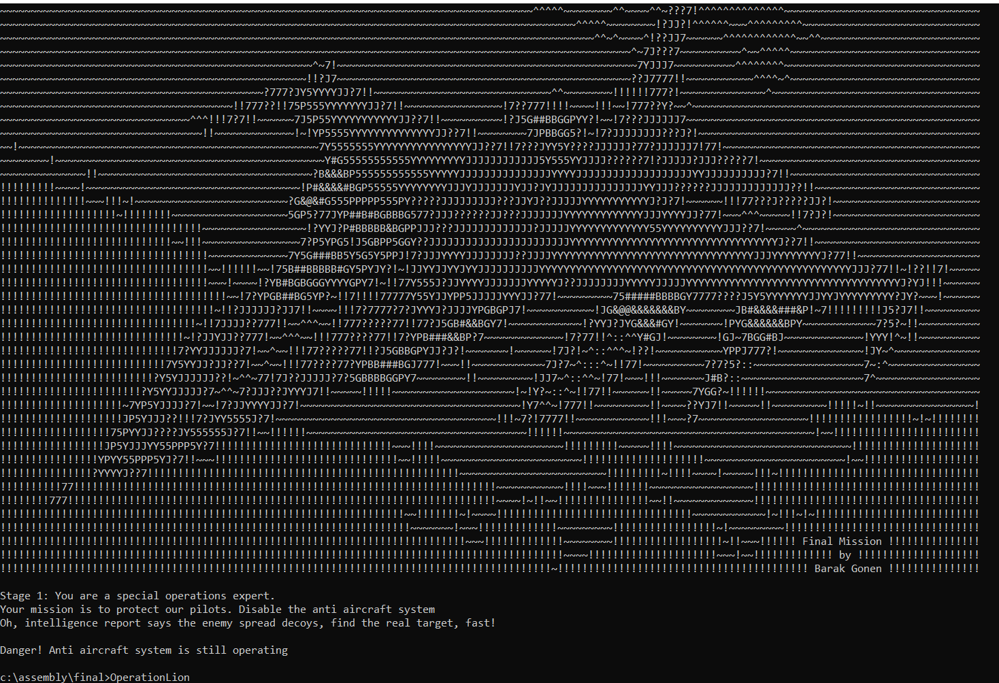 Final Mission
by
Barak Gonen
Stage 1: You are a special operations expert.
Your mission is to protect our pilots. Disable the anti aircraft system
Oh, intelligence report says the enemy spread decoys, find the real target, fast!
Danger! Anti aircraft system is still operating
c:\assembly\final>OperationLion